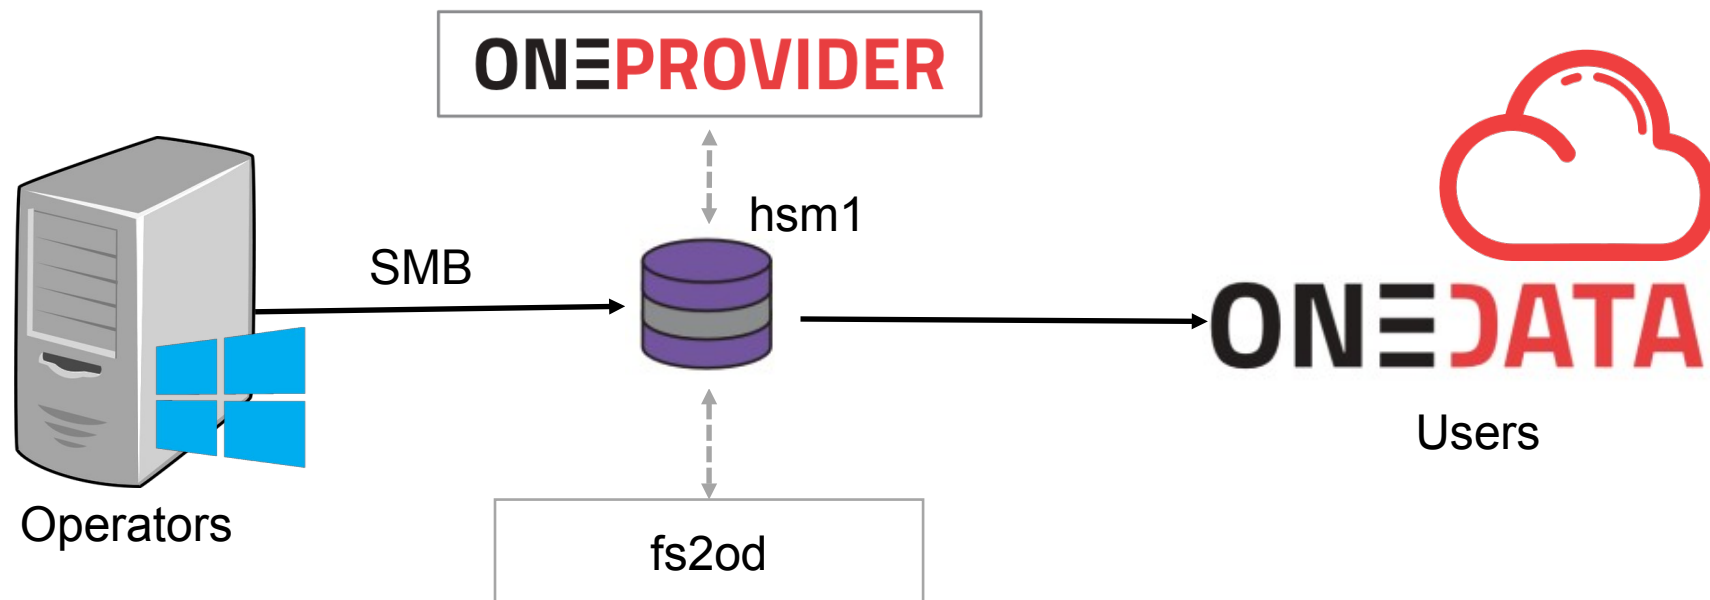 ONEPROVIDER
hsm1
SMB
ONEDATA
Users
Operators
fs2od